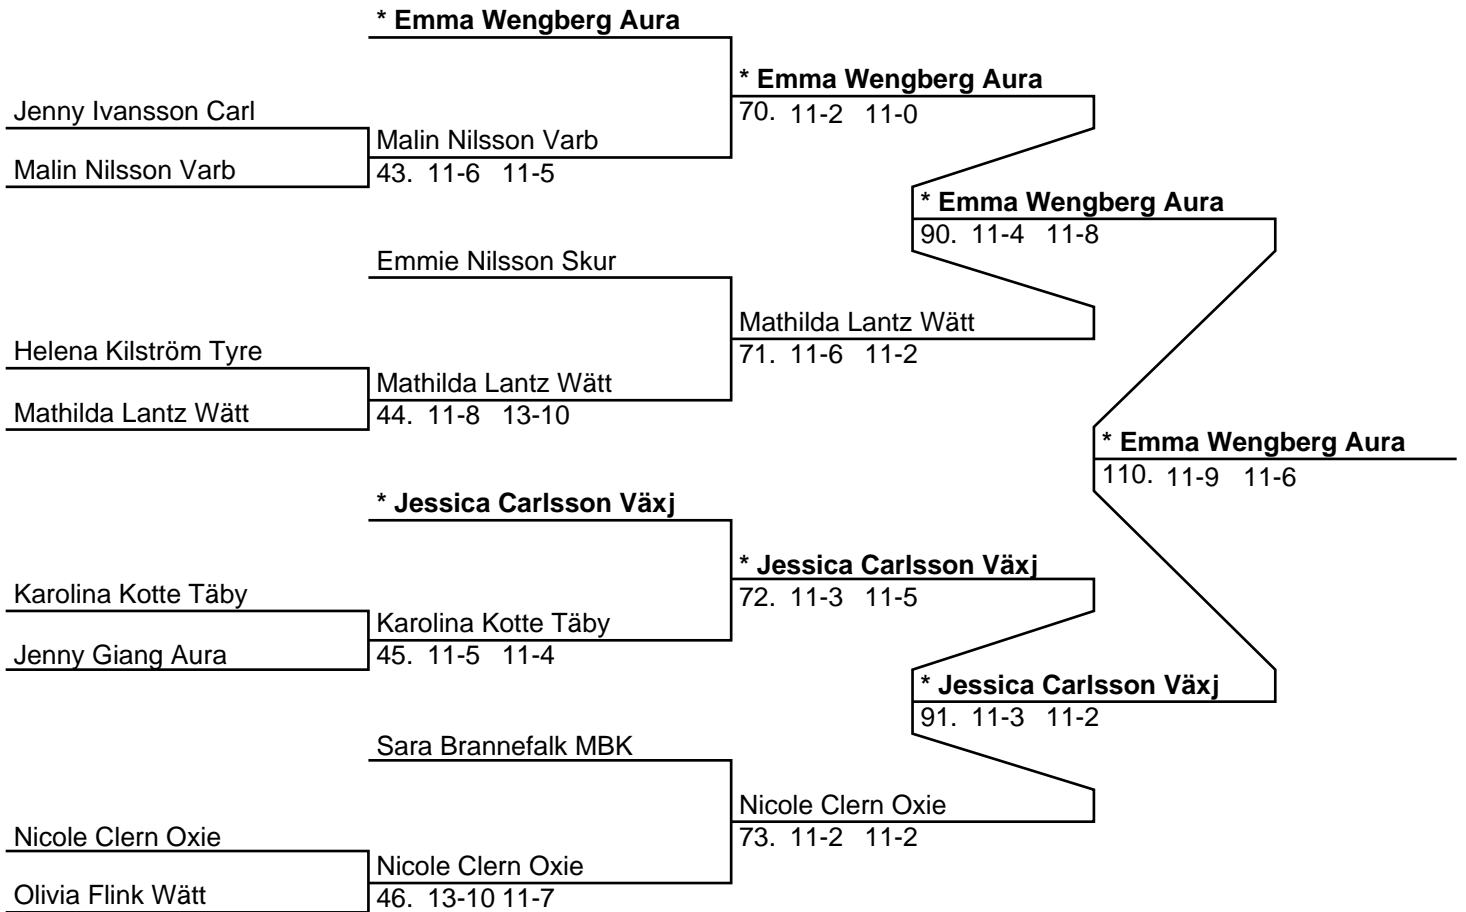 * Emma Wengberg Aura
* Emma Wengberg Aura
70. 11-2 11-0
Jenny Ivansson Carl
Malin Nilsson Varb
43. 11-6 11-5
Malin Nilsson Varb
* Emma Wengberg Aura
90. 11-4 11-8
Emmie Nilsson Skur
Mathilda Lantz Wätt
71. 11-6 11-2
Helena Kilström Tyre
Mathilda Lantz Wätt
44. 11-8 13-10
Mathilda Lantz Wätt
* Emma Wengberg Aura
110. 11-9 11-6
* Jessica Carlsson Växj
* Jessica Carlsson Växj
72. 11-3 11-5
Karolina Kotte Täby
Karolina Kotte Täby
45. 11-5 11-4
Jenny Giang Aura
* Jessica Carlsson Växj
91. 11-3 11-2
Sara Brannefalk MBK
Nicole Clern Oxie
73. 11-2 11-2
Nicole Clern Oxie
Nicole Clern Oxie
46. 13-10 11-7
Olivia Flink Wätt